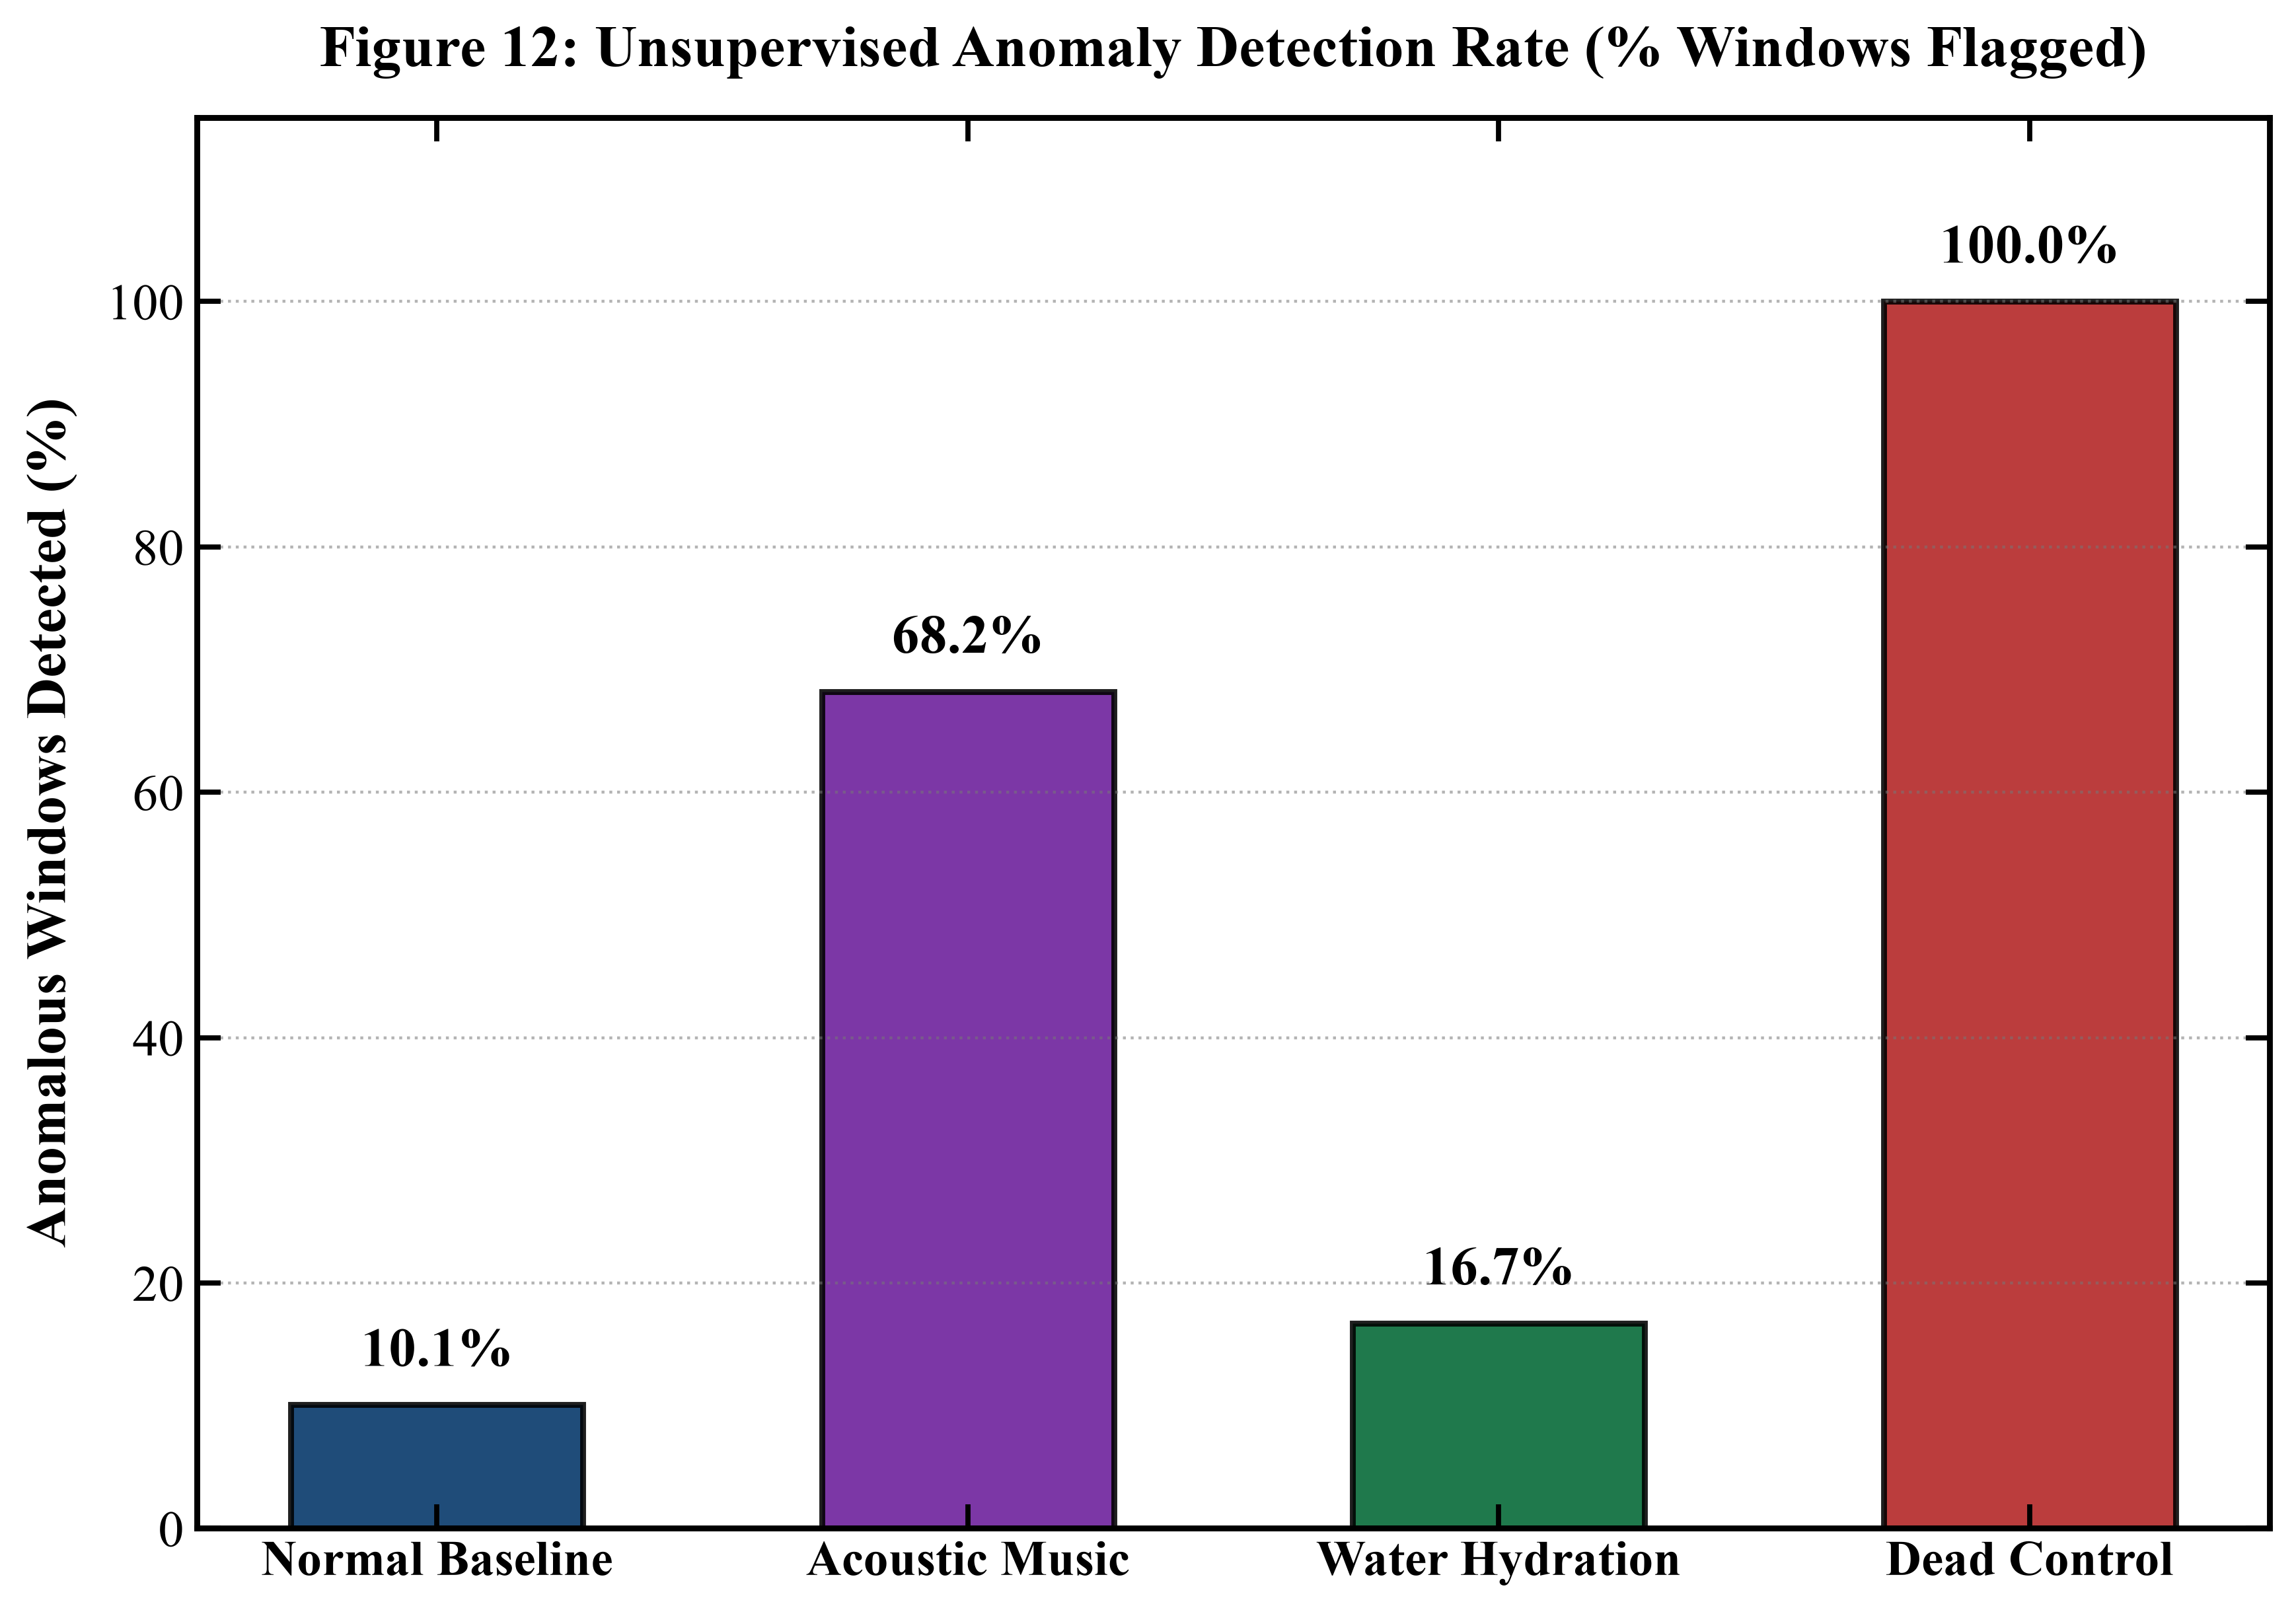 Figure 12: Unsupervised Anomaly Detection Rate (% Windows Flagged)
Anomalous Windows Detected (%)
100
80
60
40
20
0
10.1%
68.2%
16.7%
100.0%
Normal Baseline
Acoustic Music
Water Hydration
Dead Control